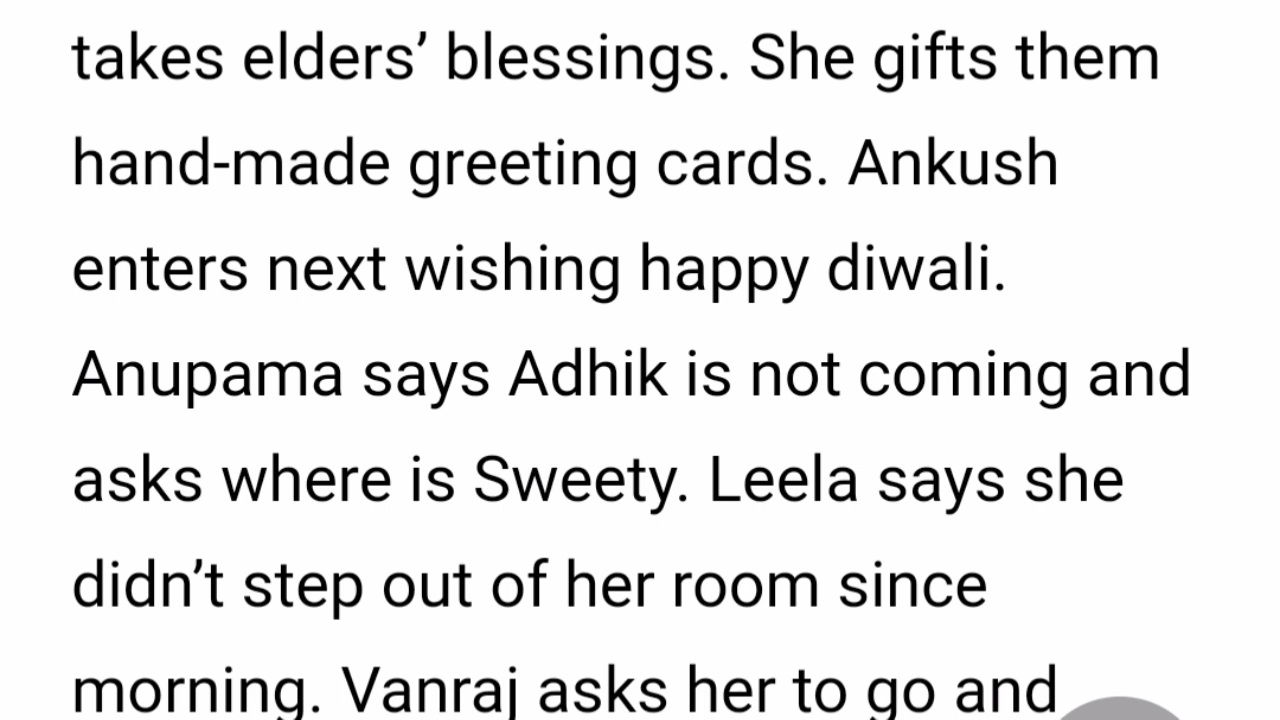 takes elders’ blessings. She gifts them
hand-made greeting cards. Ankush
enters next wishing happy diwali.
Anupama says Adhik is not coming and
asks where is Sweety. Leela says she
didn’t step out of her room since
morning. Vanraj asks her to go and